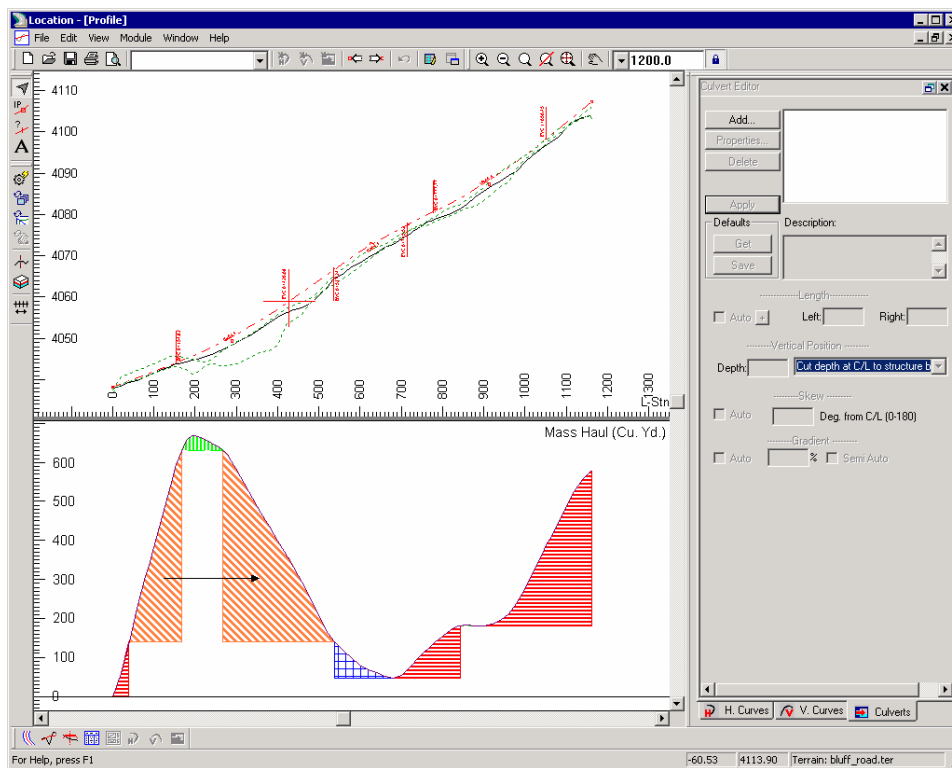 Location - [Profile]
File Edit View Module Window Help
1200.0
IP
?
A
4110
4100
4090
4080
4070
4060
4050
0 100 200 300 400 500 600 700 800 900 1000 1100 1200 1300
L-Stn
Mass Haul (Cu. Yd.)
600
500
400
300
200
100
0
Culvert Editor
Add...
Properties...
Delete
Apply
Defaults
Get
Save
Description:
Length
Auto + Left: Right:
Vertical Position
Depth: Cut depth at C/L to structure b
Skew
Auto Deg. from C/L (0-180)
Gradient
Auto % Semi Auto
H. Curves V. Curves Culverts
For Help, press F1
-60.53 4113.90 Terrain: bluff_road.ter